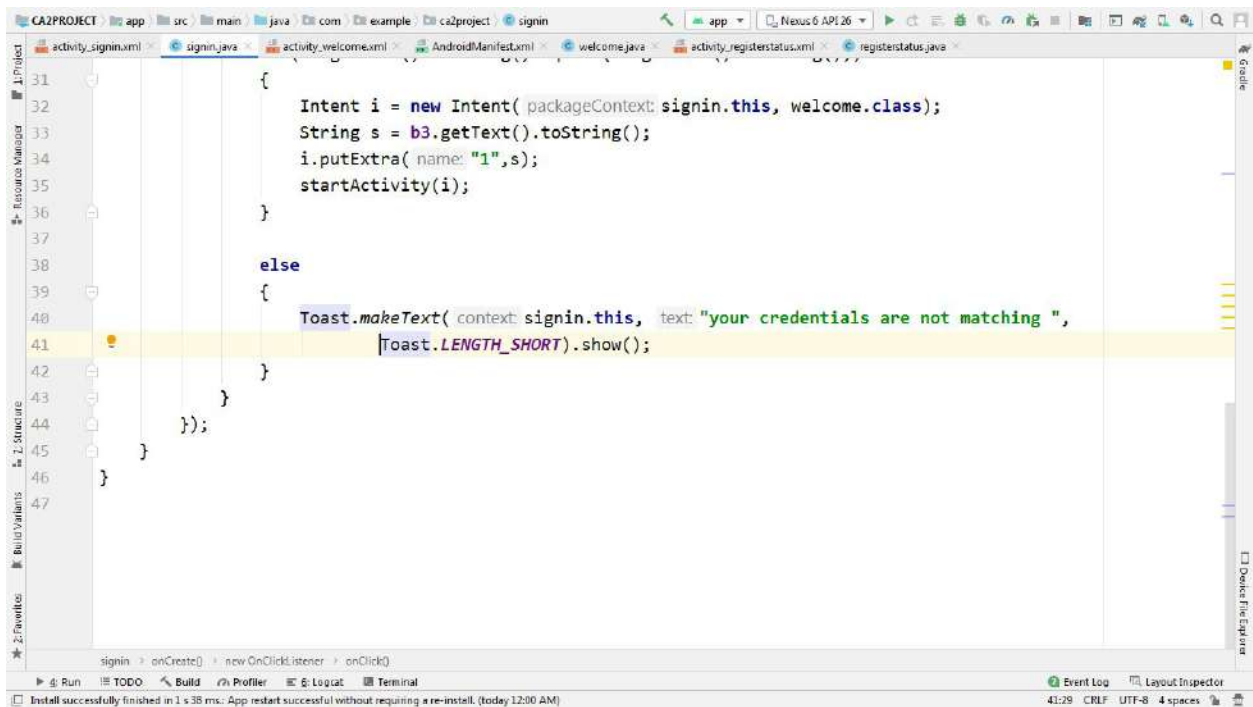 CA2PROJECT app src main java com example ca2project signin app Nexus 6 API 26
activity_signin.xml signin.java activity_welcome.xml AndroidManifest.xml welcome.java activity_registerstatus.xml registerstatus.java
1: Project
Resource Manager
Z: Structure
Build Variants
2: Favorites
31 {
32 Intent i = new Intent( packageContext: signin.this, welcome.class);
33 String s = b3.getText().toString();
34 i.putExtra( name: "1",s);
35 startActivity(i);
36 }
37
38 else
39 {
40 Toast.makeText( context: signin.this, text: "your credentials are not matching ",
41 Toast.LENGTH_SHORT).show();
42 }
43 }
44 });
45 }
46 }
47
Gradle
Device File Explorer
signin onCreate() new OnClickListener onClick()
4: Run TODO Build Profiler 6: Logcat Terminal 2 Event Log Layout Inspector
Install successfully finished in 1 s 38 ms.: App restart successful without requiring a re-install. (today 12:00 AM) 41:29 CRLF UTF-8 4 spaces